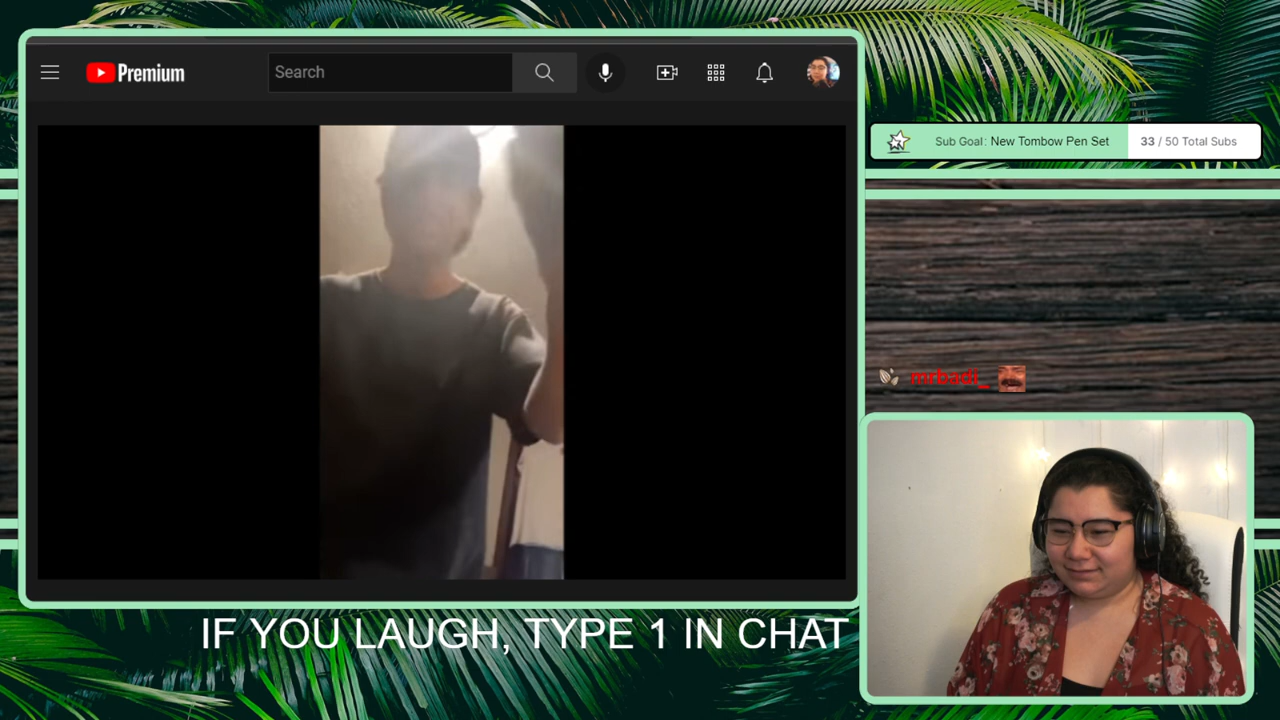 Premium
Search
Sub Goal: New Tombow Pen Set
33 / 50 Total Subs
mrbadi_
IF YOU LAUGH, TYPE 1 IN CHAT